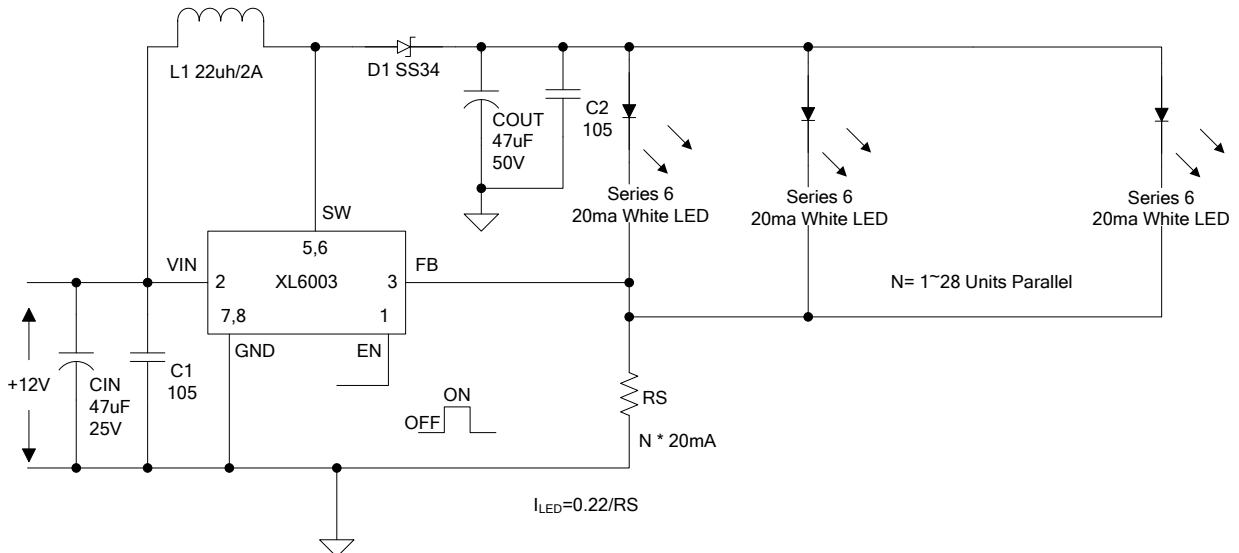 L1 22uh/2A
D1 SS34
COUT
47uF
50V
C2
105
Series 6
20ma White LED
Series 6
20ma White LED
Series 6
20ma White LED
SW
5,6
VIN
2
XL6003
3
FB
7,8
1
GND
EN
N= 1~28 Units Parallel
+12V
CIN
47uF
25V
C1
105
ON
OFF
RS
N * 20mA
ILED=0.22/RS